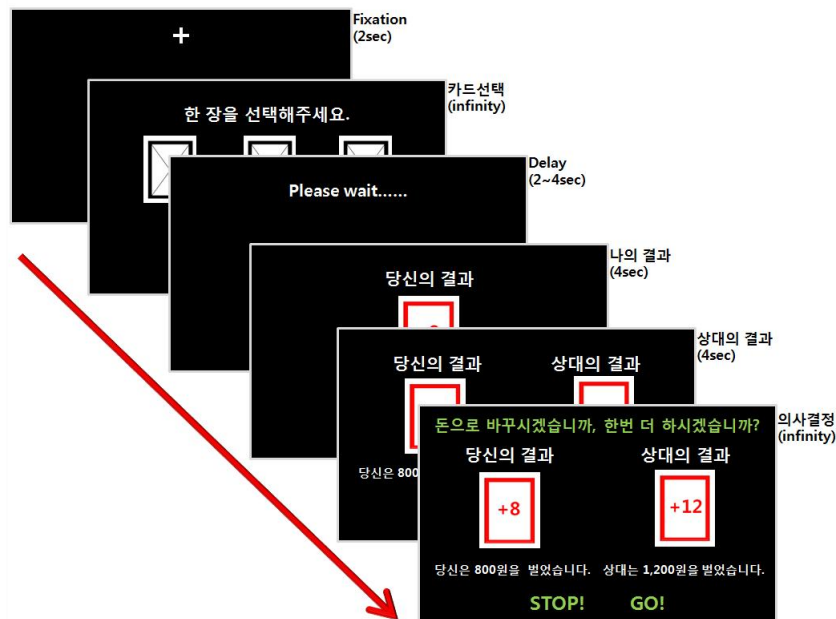 Fixation
(2sec)
+
카드선택
(infinity)
한 장을 선택해주세요.
Delay
(2~4sec)
Please wait......
나의 결과
(4sec)
당신의 결과
상대의 결과
(4sec)
당신의 결과 상대의 결과
당신은 800
의사결정
(infinity)
돈으로 바꾸시겠습니까, 한번 더 하시겠습니까?
당신의 결과 상대의 결과
+8 +12
당신은 800원을 벌었습니다. 상대는 1,200원을 벌었습니다.
STOP! GO!